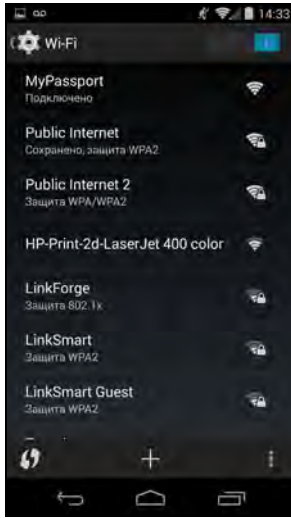 14:33
Wi-Fi
MyPassport
Подключено
Public Internet
Сохранено, защита WPA2
Public Internet 2
Защита WPA/WPA2
HP-Print-2d-LaserJet 400 color
LinkForge
Защита 802.1x
LinkSmart
Защита WPA2
LinkSmart Guest
Защита WPA2